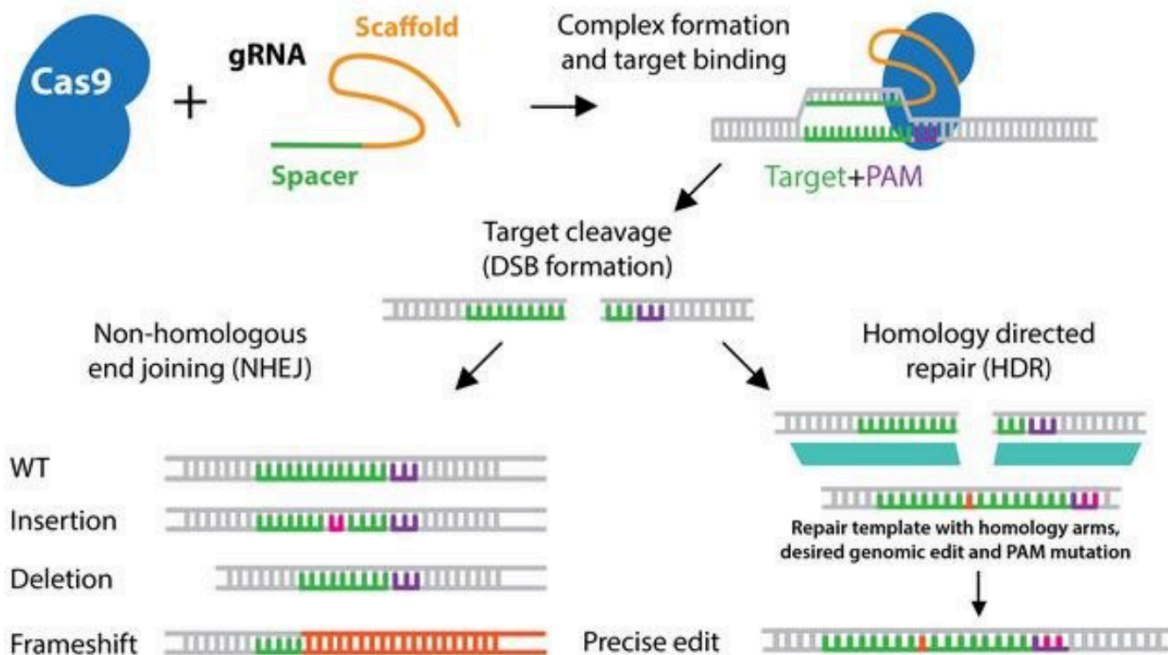 Cas9
+
gRNA
Scaffold
Spacer
Complex formation
and target binding
Target+PAM
Target cleavage
(DSB formation)
Non-homologous
end joining (NHEJ)
Homology directed
repair (HDR)
WT
Insertion
Deletion
Frameshift
Repair template with homology arms,
desired genomic edit and PAM mutation
Precise edit